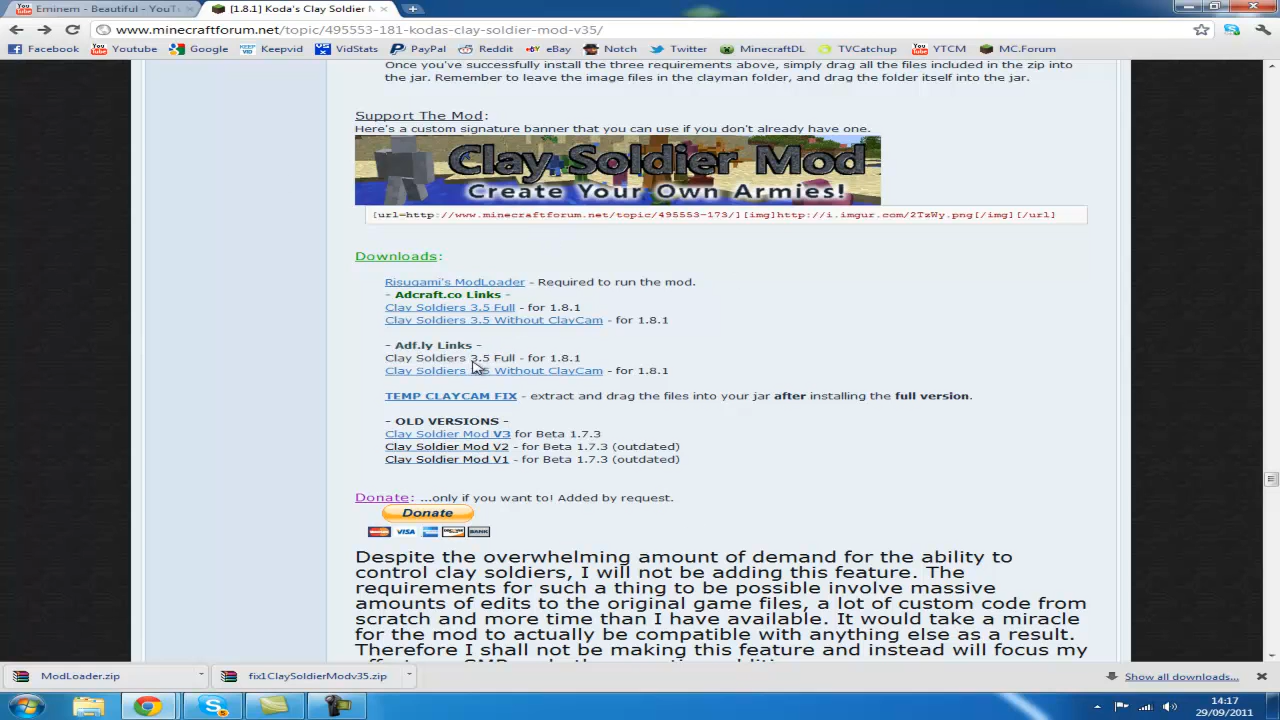 Eminem - Beautiful - YouT
[1.8.1] Koda's Clay Soldier M
www.minecraftforum.net/topic/495553-181-kodas-clay-soldier-mod-v35/
Facebook Youtube Google Keepvid VidStats PayPal Reddit eBay Notch Twitter MinecraftDL TVCatchup YTCM MC.Forum
Once you've successfully install the three requirements above, simply drag all the files included in the zip into
the jar. Remember to leave the image files in the clayman folder, and drag the folder itself into the jar.
Support The Mod:
Here's a custom signature banner that you can use if you don't already have one.
Clay Soldier Mod
Create Your Own Armies!
[url=http://www.minecraftforum.net/topic/495553-173/][img]http://i.imgur.com/2TzWy.png[/img][/url]
Downloads:
Risugami's ModLoader - Required to run the mod.
- Adcraft.co Links -
Clay Soldiers 3.5 Full - for 1.8.1
Clay Soldiers 3.5 Without ClayCam - for 1.8.1
- Adf.ly Links -
Clay Soldiers 3.5 Full - for 1.8.1
Clay Soldiers Without ClayCam - for 1.8.1
TEMP CLAYCAM FIX - extract and drag the files into your jar after installing the full version.
- OLD VERSIONS -
Clay Soldier Mod V3 for Beta 1.7.3
Clay Soldier Mod V2 - for Beta 1.7.3 (outdated)
Clay Soldier Mod V1 - for Beta 1.7.3 (outdated)
Donate: ...only if you want to! Added by request.
Donate
VISA BANK
Despite the overwhelming amount of demand for the ability to
control clay soldiers, I will not be adding this feature. The
requirements for such a thing to be possible involve massive
amounts of edits to the original game files, a lot of custom code from
scratch and more time than I have available. It would take a miracle
for the mod to actually be compatible with anything else as a result.
Therefore I shall not be making this feature and instead will focus my
ModLoader.zip
fix1ClaySoldierModv35.zip
Show all downloads...
14:17
29/09/2011